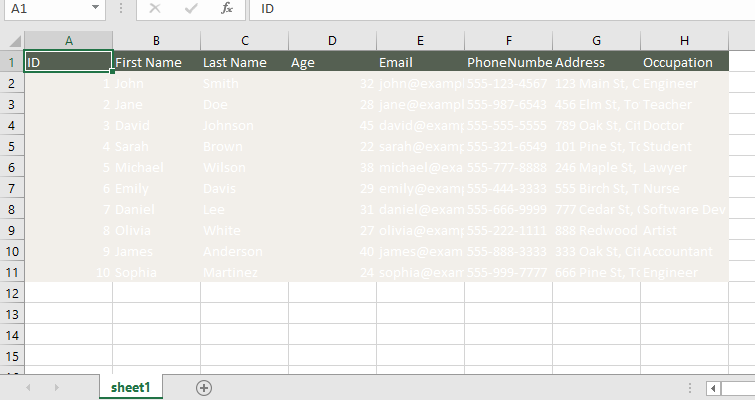 A1 fx ID
A B C D E F G H
1 ID First Name Last Name Age Email PhoneNumbe Address Occupation
2 1 John Smith 32 john@exampl 555-123-4567 123 Main St, C Engineer
3 2 Jane Doe 28 jane@exampl 555-987-6543 456 Elm St, To Teacher
4 3 David Johnson 45 david@exam 555-555-5555 789 Oak St, Cit Doctor
5 4 Sarah Brown 22 sarah@exam 555-321-6549 101 Pine St, To Student
6 5 Michael Wilson 38 michael@exa 555-777-8888 246 Maple St, Lawyer
7 6 Emily Davis 29 emily@exam 555-444-3333 555 Birch St, T Nurse
8 7 Daniel Lee 31 daniel@exam 555-666-9999 777 Cedar St, Software Dev
9 8 Olivia White 27 olivia@exam 555-222-1111 888 Redwood Artist
10 9 James Anderson 40 james@exam 555-888-3333 333 Oak St, Cit Accountant
11 10 Sophia Martinez 24 sophia@exam 555-999-7777 666 Pine St, To Engineer
12
13
14
15
sheet1